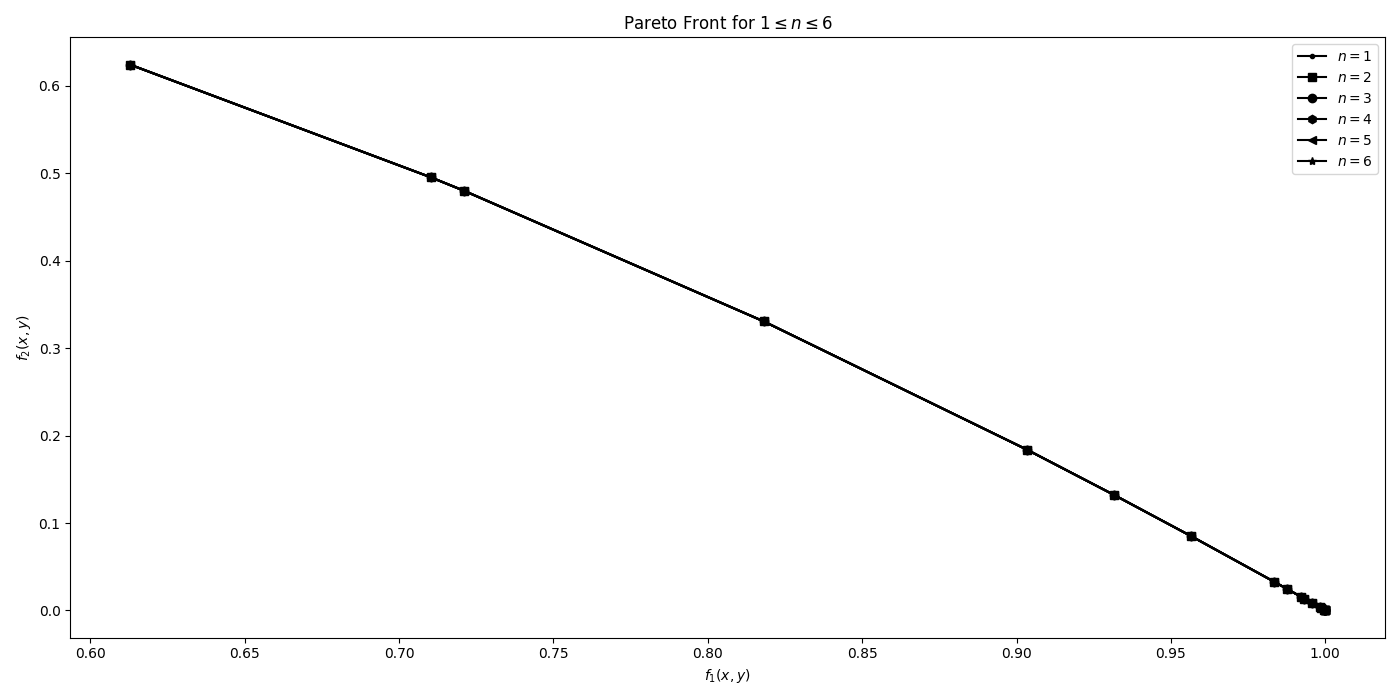 Pareto Front for 1 ≤ n ≤ 6
n = 1
n = 2
n = 3
n = 4
n = 5
n = 6
f₂(x, y)
0.6
0.5
0.4
0.3
0.2
0.1
0.0
0.60 0.65 0.70 0.75 0.80 0.85 0.90 0.95 1.00
f₁(x, y)